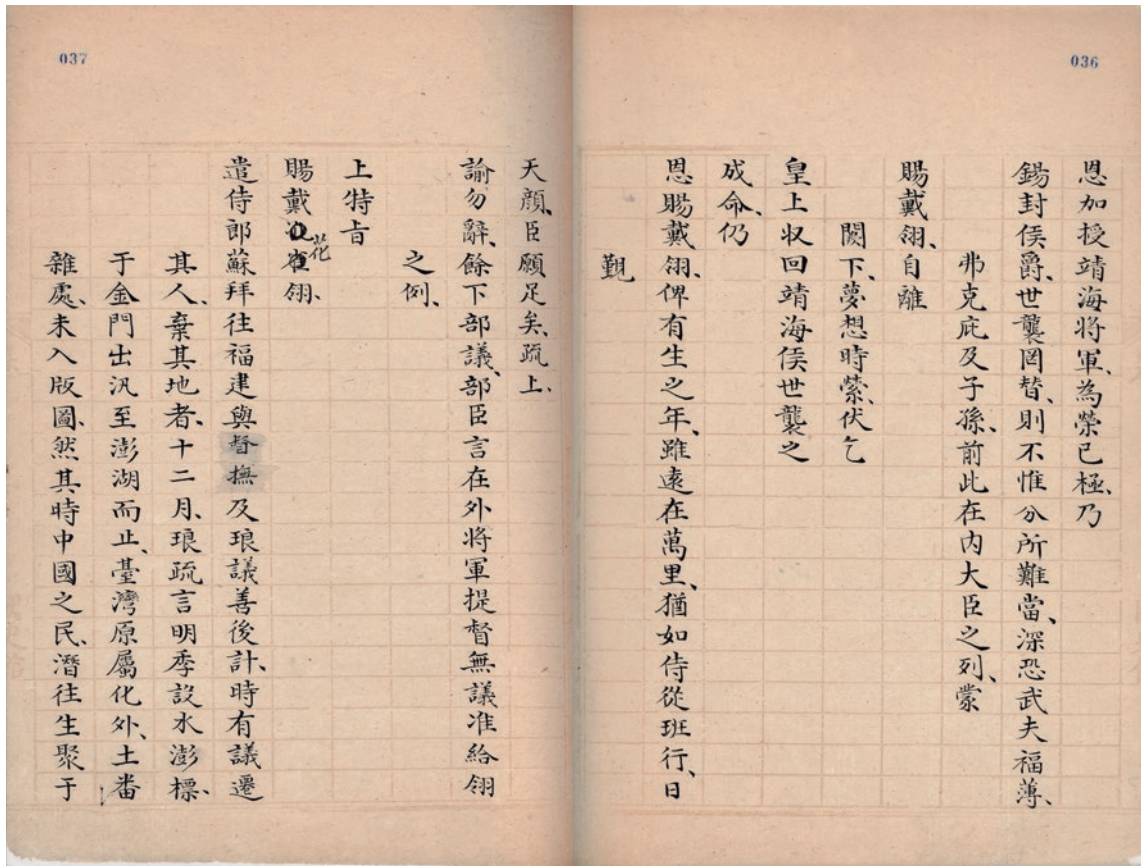 036
恩加授靖海將軍、為榮已極、乃
錫封侯爵、世襲罔替、則不惟分所難當、深恐武夫福薄、
弗克庇及子孫、前此在內大臣之列、蒙
賜戴翎、自離
闕下、夢想時縈、伏乞
皇上収回靖海侯世襲之
成命、仍
恩賜戴翎、俾有生之年、雖遠在萬里、猶如侍從班行、日
覲
037
天顏、臣願足矣、疏上、
諭勿辭、餘下部議、部臣言在外將軍提督無議准給翎
之例、
上特旨
賜戴花翎、
遣侍郎蘇拜往福建與督撫及琅議善後計、時有議遷
其人、棄其地者、十二月、琅疏言明季設水澎標、
于金門出汛至澎湖而止、臺灣原屬化外、土番
雜處、未入版圖、然其時中國之民、潛往生聚于